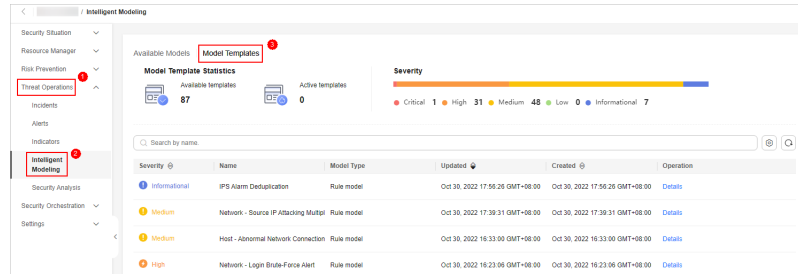 / Intelligent Modeling
Security Situation
Resource Manager
Risk Prevention
1
Threat Operations
Incidents
Alerts
Indicators
2
Intelligent
Modeling
Security Analysis
Security Orchestration
Settings
Available Models
Model Templates
3
Model Template Statistics
Available templates
87
Active templates
0
Severity
Critical 1 High 31 Medium 48 Low 0 Informational 7
Search by name.
Severity Name Model Type Updated Created Operation
Informational IPS Alarm Deduplication Rule model Oct 30, 2022 17:56:26 GMT+08:00 Oct 30, 2022 17:56:26 GMT+08:00 Details
Medium Network - Source IP Attacking Multipl Rule model Oct 30, 2022 17:39:31 GMT+08:00 Oct 30, 2022 17:39:31 GMT+08:00 Details
Medium Host - Abnormal Network Connection Rule model Oct 30, 2022 16:33:00 GMT+08:00 Oct 30, 2022 16:33:00 GMT+08:00 Details
High Network - Login Brute-Force Alert Rule model Oct 30, 2022 16:23:06 GMT+08:00 Oct 30, 2022 16:23:06 GMT+08:00 Details